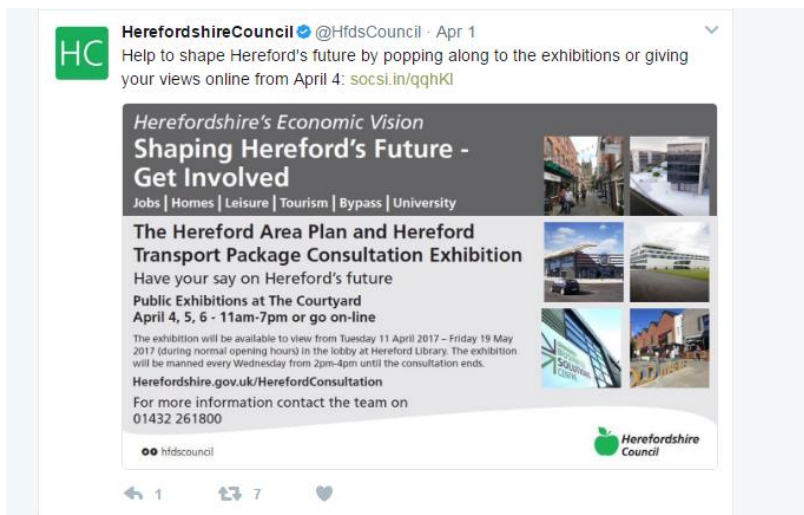 HC
HerefordshireCouncil @HfdsCouncil · Apr 1
Help to shape Hereford's future by popping along to the exhibitions or giving
your views online from April 4: socsi.in/qqhKl
Herefordshire's Economic Vision
Shaping Hereford's Future -
Get Involved
Jobs | Homes | Leisure | Tourism | Bypass | University
The Hereford Area Plan and Hereford
Transport Package Consultation Exhibition
Have your say on Hereford's future
Public Exhibitions at The Courtyard
April 4, 5, 6 - 11am-7pm or go on-line
The exhibition will be available to view from Tuesday 11 April 2017 – Friday 19 May
2017 (during normal opening hours) in the lobby at Hereford Library. The exhibition
will be manned every Wednesday from 2pm-4pm until the consultation ends.
Herefordshire.gov.uk/HerefordConsultation
For more information contact the team on
01432 261800
hfdscouncil
SOLUTIONS
CENTRE
Herefordshire
Council
1 7